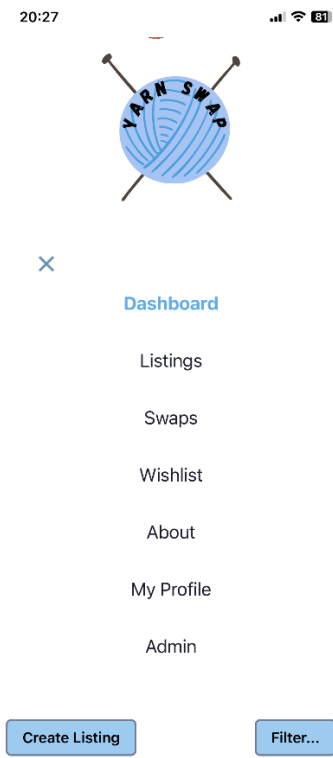 20:27
81
YARN SWAP
Dashboard
Listings
Swaps
Wishlist
About
My Profile
Admin
Create Listing
Filter...